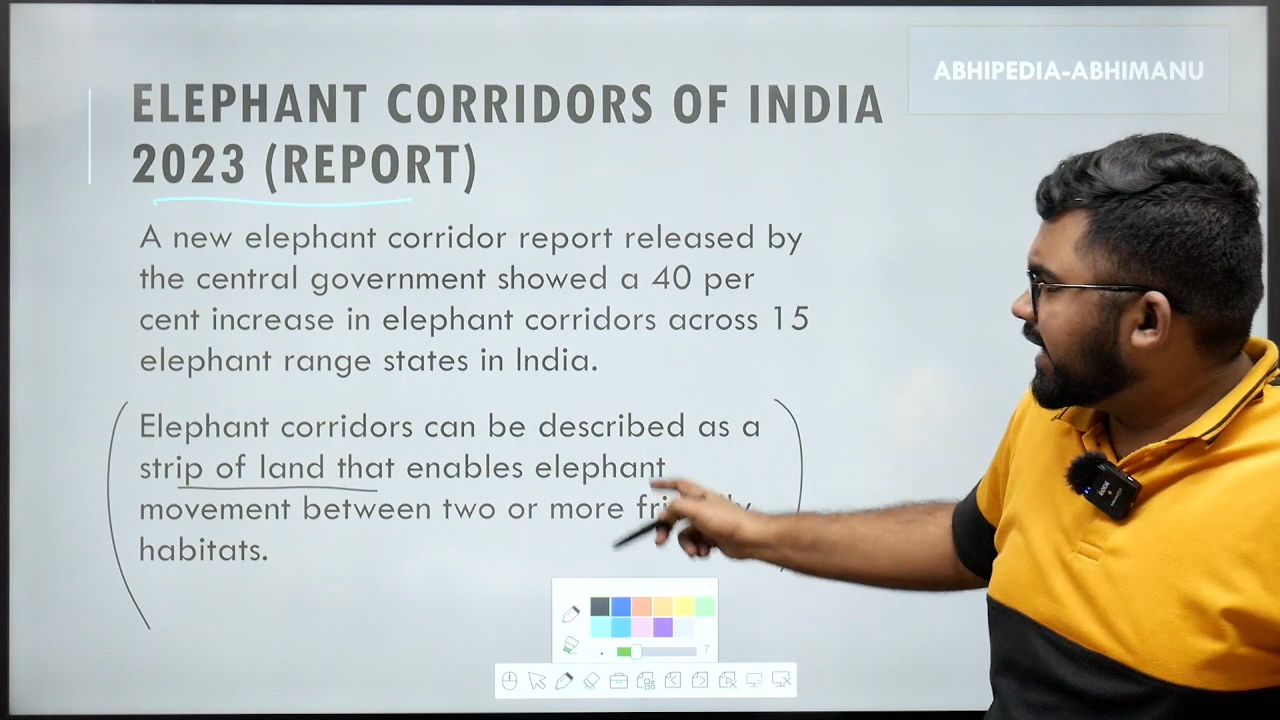 ABHIPEDIA-ABHIMANU
ELEPHANT CORRIDORS OF INDIA
2023 (REPORT)
A new elephant corridor report released by
the central government showed a 40 per
cent increase in elephant corridors across 15
elephant range states in India.
Elephant corridors can be described as a
strip of land that enables elephant
movement between two or more
habitats.
7